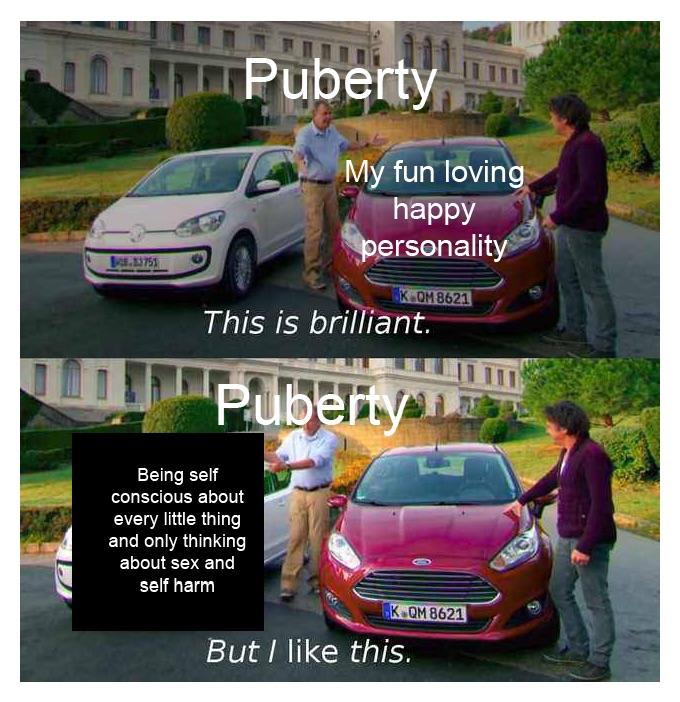 Puberty
My fun loving
happy
personality
K QM 8621
This is brilliant.
Puberty
Being self
conscious about
every little thing
and only thinking
about sex and
self harm
Ford
K QM 8621
But I like this.